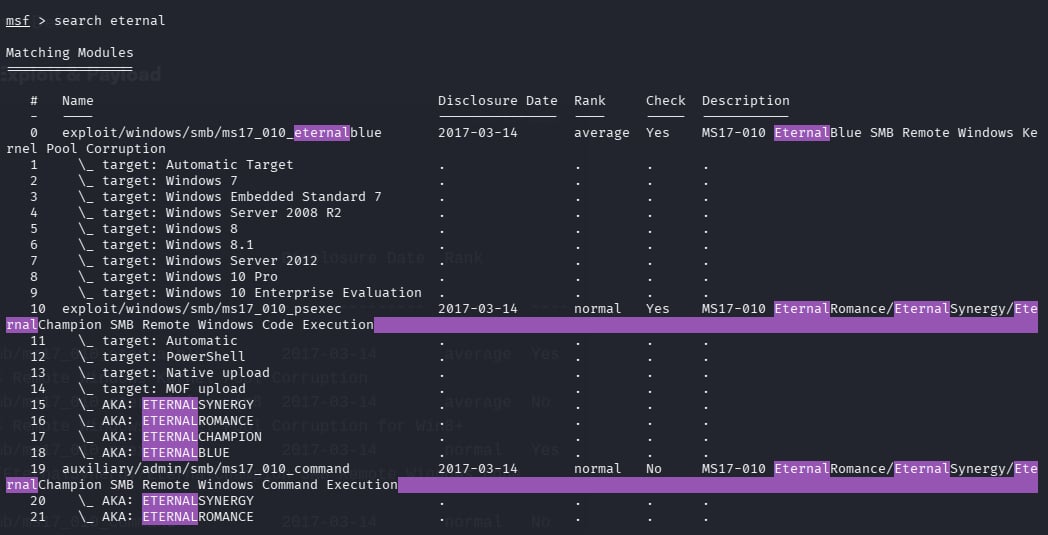 msf > search eternal
Matching Modules
================
Exploit & Payload
#   Name   Disclosure Date   Rank   Check   Description
-   ----   ---------------   ----   -----   -----------
0   exploit/windows/smb/ms17_010_eternalblue   2017-03-14   average   Yes   MS17-010 EternalBlue SMB Remote Windows Ke
rnel Pool Corruption
1   \_ target: Automatic Target   .   .   .   .
2   \_ target: Windows 7   .   .   .   .
3   \_ target: Windows Embedded Standard 7   .   .   .   .
4   \_ target: Windows Server 2008 R2   .   .   .   .
5   \_ target: Windows 8   .   .   .   .
6   \_ target: Windows 8.1   .   .   .   .
7   \_ target: Windows Server 2012   .   .   .   .
8   \_ target: Windows 10 Pro   .   .   .   .
9   \_ target: Windows 10 Enterprise Evaluation   .   .   .   .
10   exploit/windows/smb/ms17_010_psexec   2017-03-14   normal   Yes   MS17-010 EternalRomance/EternalSynergy/Ete
rnalChampion SMB Remote Windows Code Execution
11   \_ target: Automatic   .   .   .   .
12   \_ target: PowerShell   .   .   .   .
13   \_ target: Native upload   .   .   .   .
14   \_ target: MOF upload   .   .   .   .
15   \_ AKA: ETERNALSYNERGY   .   .   .   .
16   \_ AKA: ETERNALROMANCE   .   .   .   .
17   \_ AKA: ETERNALCHAMPION   .   .   .   .
18   \_ AKA: ETERNALBLUE   .   .   .   .
19   auxiliary/admin/smb/ms17_010_command   2017-03-14   normal   No   MS17-010 EternalRomance/EternalSynergy/Ete
rnalChampion SMB Remote Windows Command Execution
20   \_ AKA: ETERNALSYNERGY   .   .   .   .
21   \_ AKA: ETERNALROMANCE   .   .   .   .